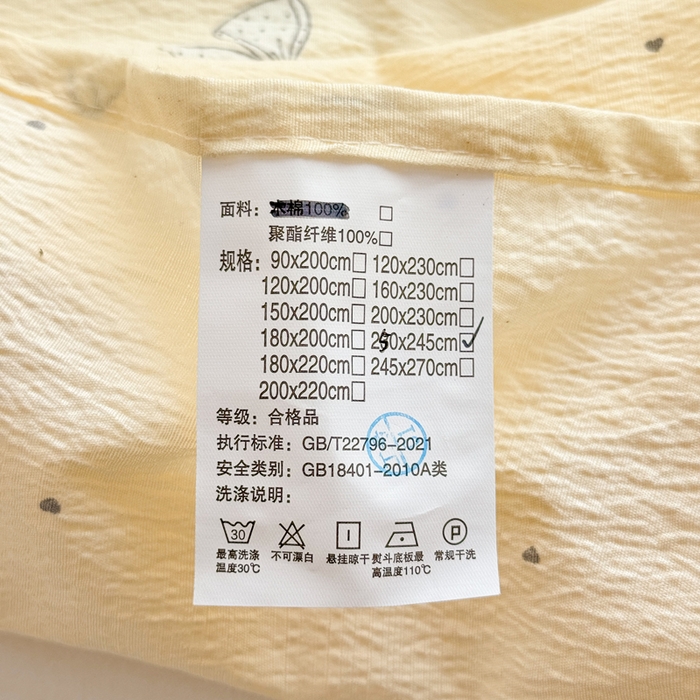 面料：水棉100%□
聚酯纤维100%□
规格：90x200cm□ 120x230cm□
120x200cm□ 160x230cm□
150x200cm□ 200x230cm□
180x200cm□ 250x245cm☑
180x220cm□ 245x270cm□
200x220cm□
等级：合格品
执行标准：GB/T22796-2021
安全类别：GB18401-2010A类
洗涤说明：
30 P
最高洗涤 不可漂白 悬挂晾干 熨斗底板最 常规干洗
温度30℃ 高温度110℃